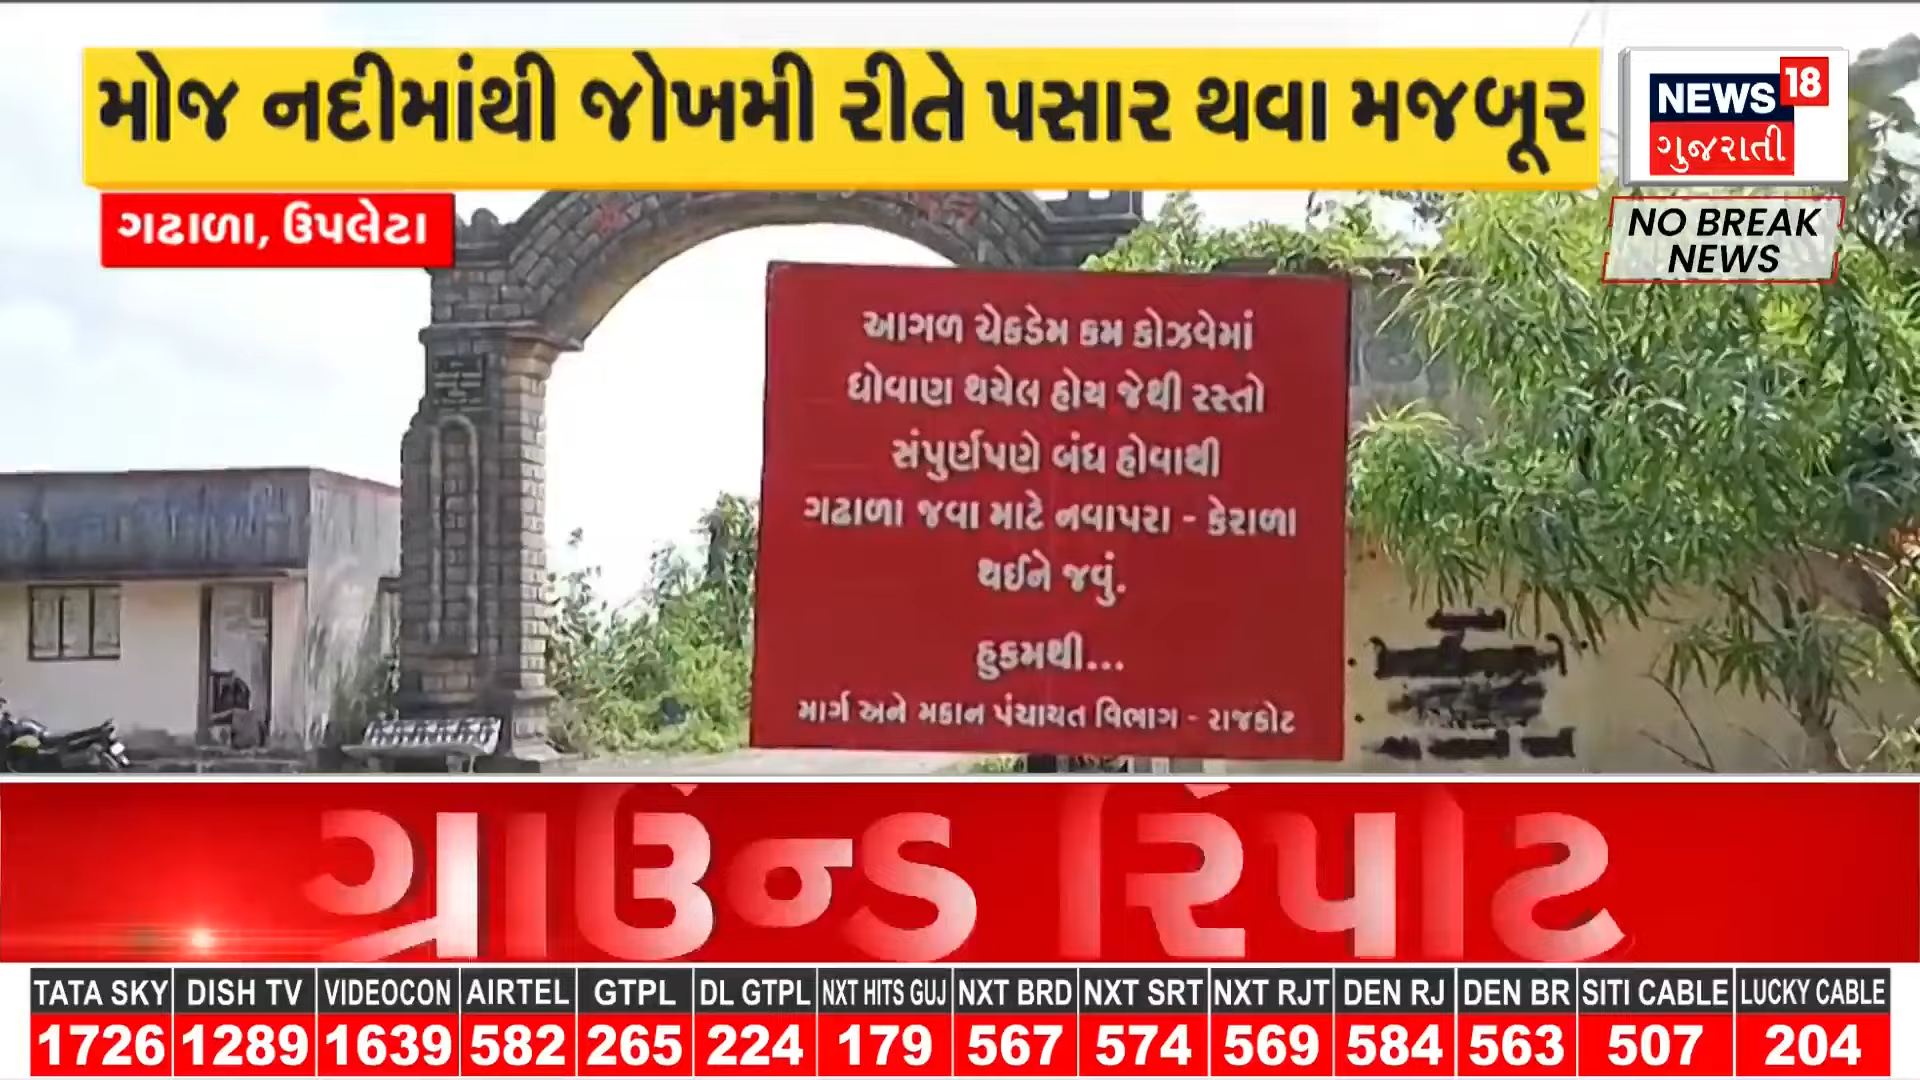 મોજ નદીમાંથી જોખમી રીતે પસાર થવા મજબૂર
NEWS 18
ગુજરાતી
ગઢાળા, ઉપલેટા
NO BREAK
NEWS
આગળ ચેકડેમ કમ કોઝવેમાં
ધોવાણ થયેલ હોય જેથી રસ્તો
સંપુર્ણપણે બંધ હોવાથી
ગઢાળા જવા માટે નવાપરા - કેરાળા
થઈને જવું.
હુકમથી...
માર્ગ અને મકાન પંચાયત વિભાગ - રાજકોટ
ગ્રાઉન્ડ રિપોર્ટ
TATA SKY DISH TV VIDEOCON AIRTEL GTPL DL GTPL NXT HITS GUJ NXT BRD NXT SRT NXT RJT DEN RJ DEN BR SITI CABLE LUCKY CABLE
1726 1289 1639 582 265 224 179 567 574 569 584 563 507 204